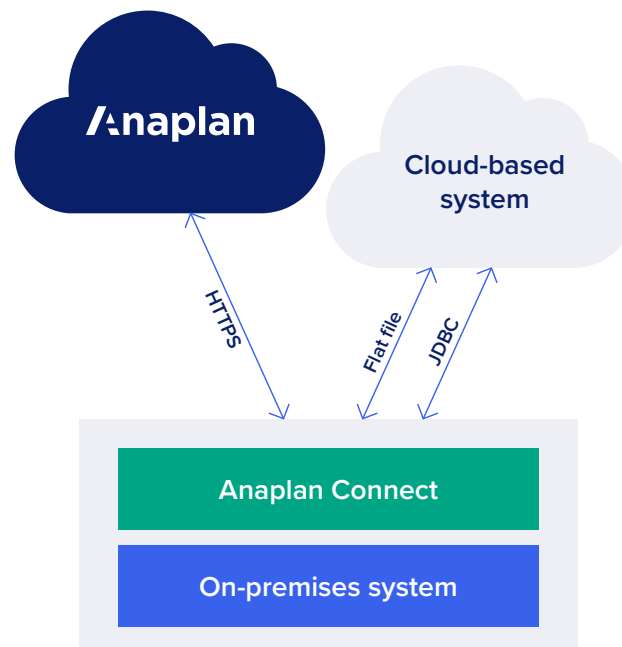 Anaplan
Cloud-based
system
HTTPS
Flat file
JDBC
Anaplan Connect
On-premises system